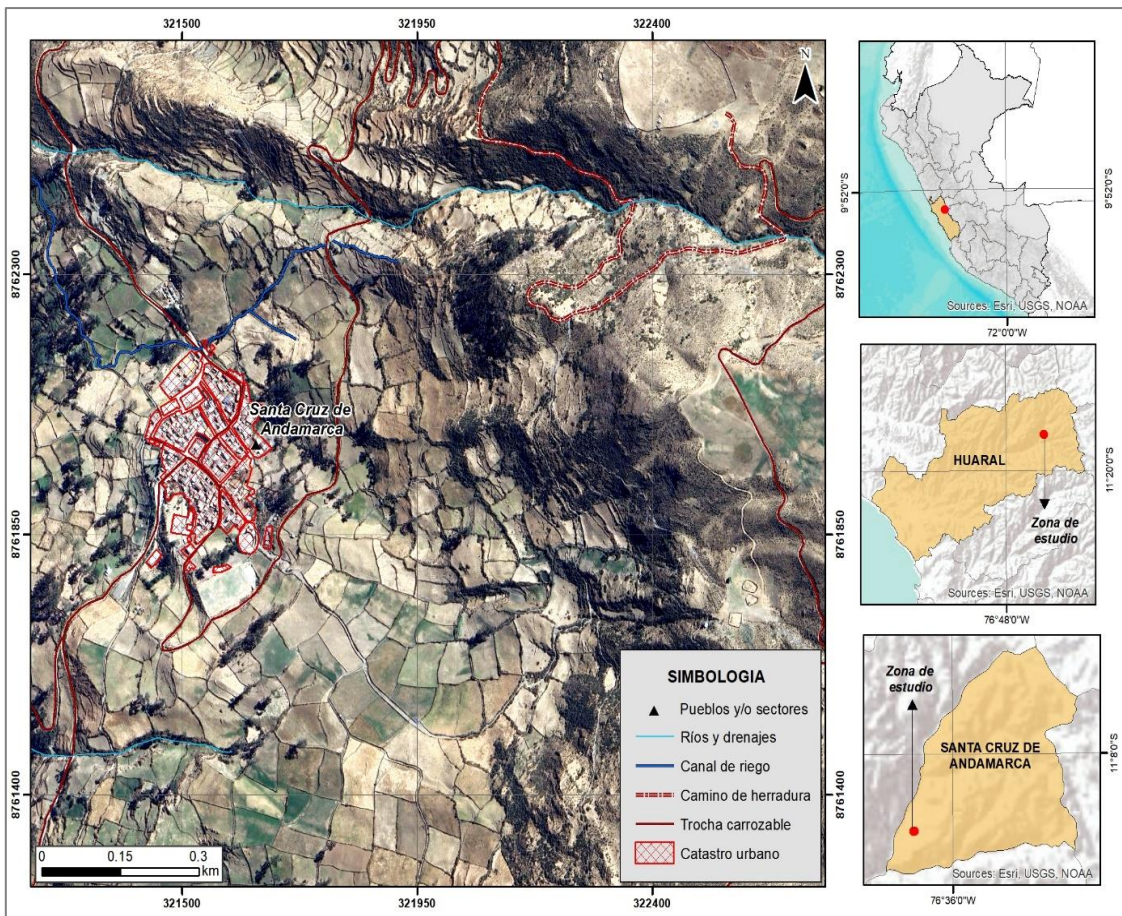 321500
321950
322400
N
8762300
8762300
Santa Cruz de
Andamarca
8761850
8761850
8761400
8761400
SIMBOLOGIA
Pueblos y/o sectores
Ríos y drenajes
Canal de riego
Camino de herradura
Trocha carrozable
Catastro urbano
0
0.15
0.3
km
321500
321950
322400
9°52'0"S
9°52'0"S
Sources: Esri, USGS, NOAA
72°0'0"W
HUARAL
11°20'0"S
Zona de
estudio
Sources: Esri, USGS, NOAA
76°48'0"W
Zona de
estudio
SANTA CRUZ DE
ANDAMARCA
11°8'0"S
Sources: Esri, USGS, NOAA
76°36'0"W